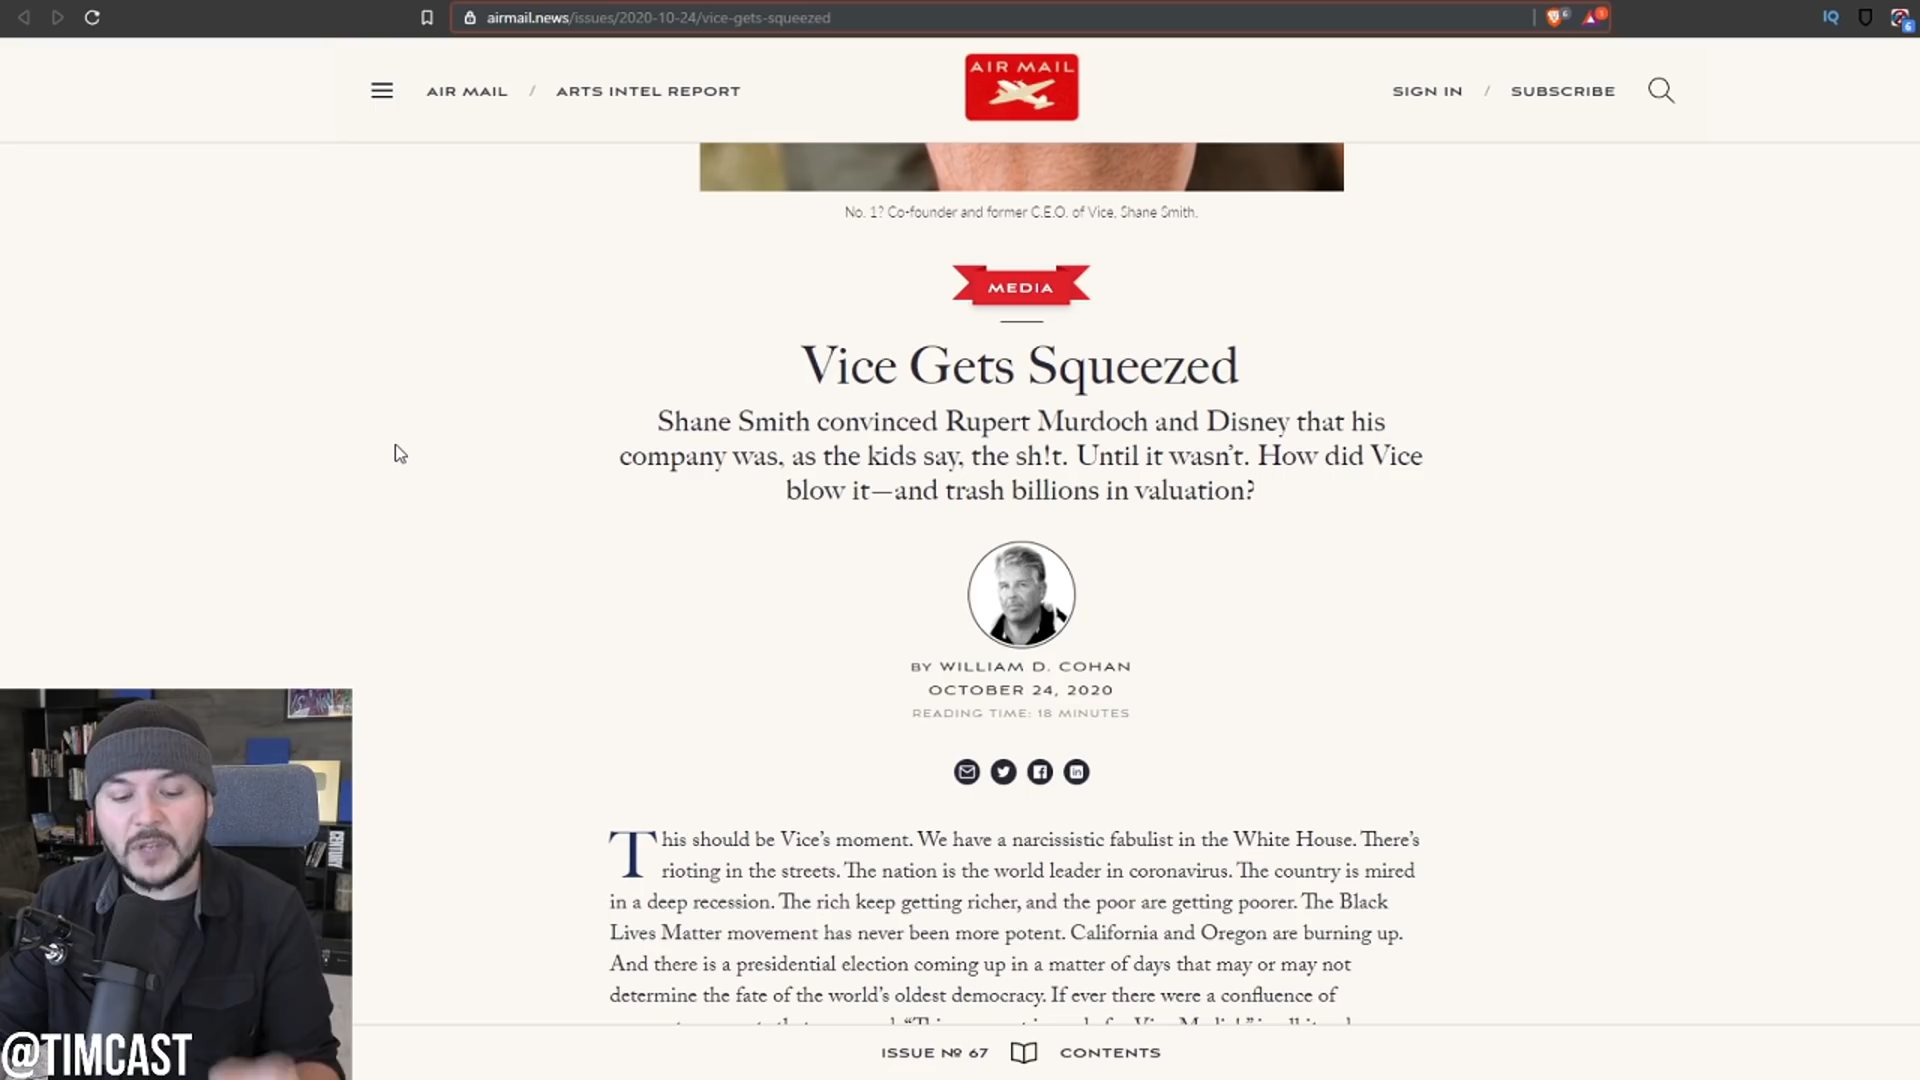 airmail.news/issues/2020-10-24/vice-gets-squeezed
6
1
IQ
6
AIR MAIL / ARTS INTEL REPORT
AIR MAIL
SIGN IN / SUBSCRIBE
No. 1? Co-founder and former C.E.O. of Vice, Shane Smith.
MEDIA
Vice Gets Squeezed
Shane Smith convinced Rupert Murdoch and Disney that his
company was, as the kids say, the sh!t. Until it wasn't. How did Vice
blow it—and trash billions in valuation?
BY WILLIAM D. COHAN
OCTOBER 24, 2020
READING TIME: 18 MINUTES
This should be Vice's moment. We have a narcissistic fabulist in the White House. There's
rioting in the streets. The nation is the world leader in coronavirus. The country is mired
in a deep recession. The rich keep getting richer, and the poor are getting poorer. The Black
Lives Matter movement has never been more potent. California and Oregon are burning up.
And there is a presidential election coming up in a matter of days that may or may not
determine the fate of the world's oldest democracy. If ever there were a confluence of
ISSUE Nº 67 CONTENTS
@TIMCAST